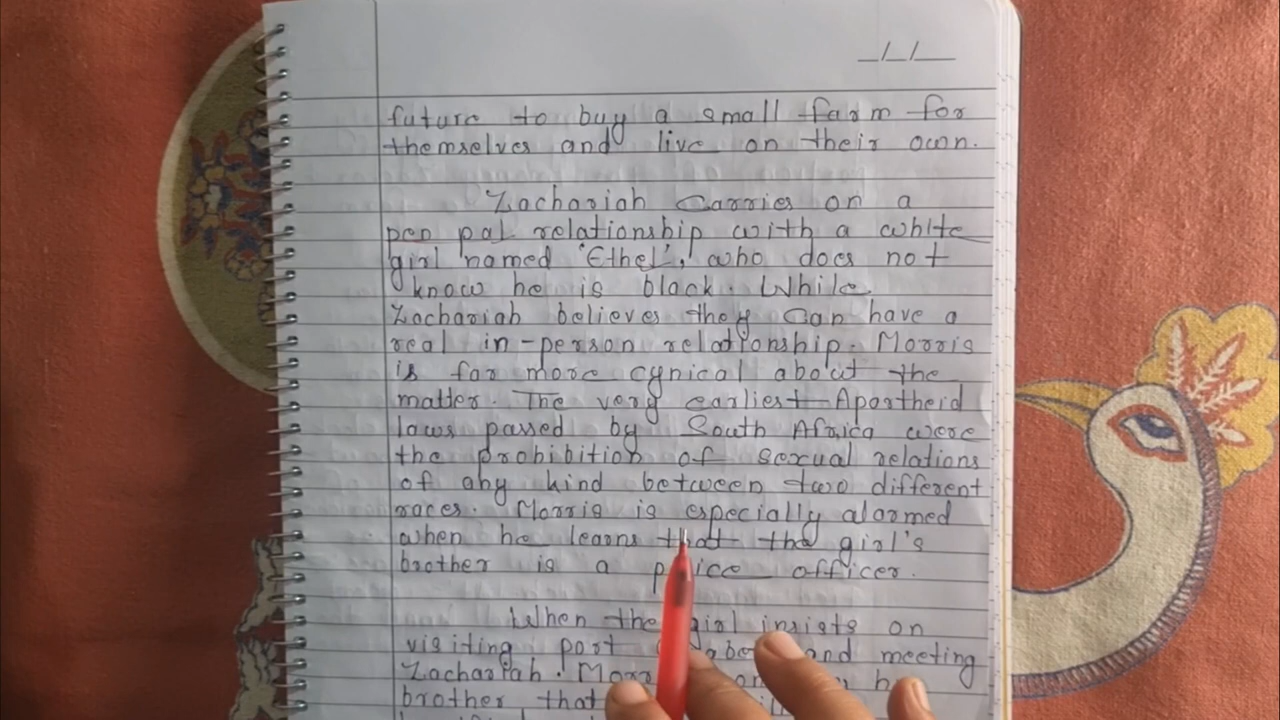 _/_/__
future to buy a small farm for
themselves and live on their own.
Zachariah Carries on a
pen pal relationship with a white
girl named 'Ethel', who does not
know he is black. While
Zachariah believes they can have a
real in-person relationship. Morris
is far more cynical about the
matter. The very earliest Apartheid
laws passed by South Africa were
the prohibition of sexual relations
of any kind between two different
races. Morris is especially alarmed
when he learns that the girl's
brother is a police officer.
When the girl insists on
visiting port and meeting
Zachariah.
brother that